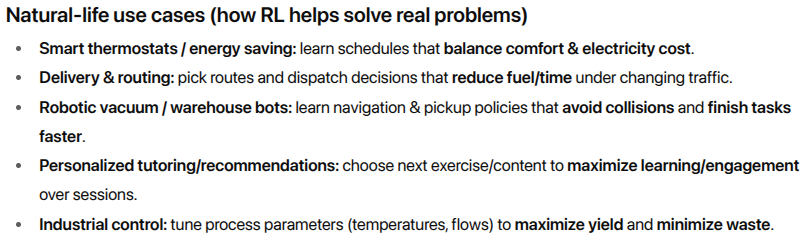 Natural-life use cases (how RL helps solve real problems)
• Smart thermostats / energy saving: learn schedules that balance comfort & electricity cost.
• Delivery & routing: pick routes and dispatch decisions that reduce fuel/time under changing traffic.
• Robotic vacuum / warehouse bots: learn navigation & pickup policies that avoid collisions and finish tasks
faster.
• Personalized tutoring/recommendations: choose next exercise/content to maximize learning/engagement
over sessions.
• Industrial control: tune process parameters (temperatures, flows) to maximize yield and minimize waste.